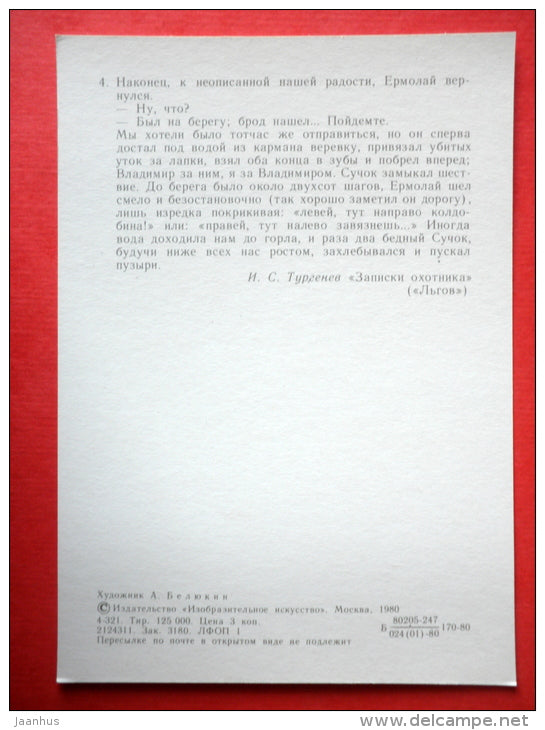 4. Наконец, к неописанной нашей радости, Ермолай вер-
нулся.
— Ну, что?
— Был на берегу; брод нашел... Пойдемте.
Мы хотели было тотчас же отправиться, но он сперва
достал под водой из кармана веревку, привязал убитых
уток за лапки, взял оба конца в зубы и побрел вперед;
Владимир за ним, я за Владимиром. Сучок замыкал шест-
вие. До берега было около двухсот шагов, Ермолай шел
смело и безостановочно (так хорошо заметил он дорогу),
лишь изредка покрикивая: «левей, тут направо колдо-
бина!» или: «правей, тут налево завязнешь...» Иногда
вода доходила нам до горла, и раза два бедный Сучок,
будучи ниже всех нас ростом, захлебывался и пускал
пузыри.
И. С. Тургенев «Записки охотника»
(«Льгов»)
Художник А. Белюкин
© Издательство «Изобразительное искусство». Москва, 1980
4-321. Тир. 125 000. Цена 3 коп.
2124311. Зак. 3180. ЛФОП 1
Пересылке по почте в открытом виде не подлежит
Б 80205-247
024(01)-80 170-80
Jaanhus
www.delcampe.net